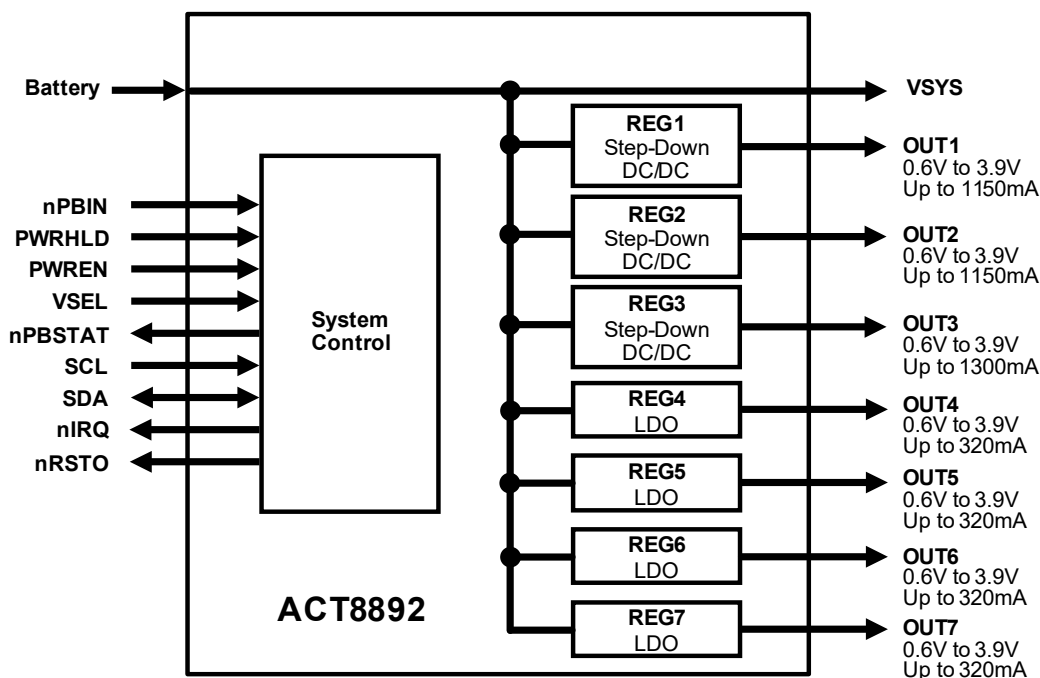 Battery
VSYS
REG1
Step-Down
DC/DC
OUT1
0.6V to 3.9V
Up to 1150mA
nPBIN
PWRHLD
PWREN
VSEL
nPBSTAT
SCL
SDA
nIRQ
nRSTO
System
Control
REG2
Step-Down
DC/DC
OUT2
0.6V to 3.9V
Up to 1150mA
REG3
Step-Down
DC/DC
OUT3
0.6V to 3.9V
Up to 1300mA
REG4
LDO
OUT4
0.6V to 3.9V
Up to 320mA
REG5
LDO
OUT5
0.6V to 3.9V
Up to 320mA
REG6
LDO
OUT6
0.6V to 3.9V
Up to 320mA
REG7
LDO
OUT7
0.6V to 3.9V
Up to 320mA
ACT8892